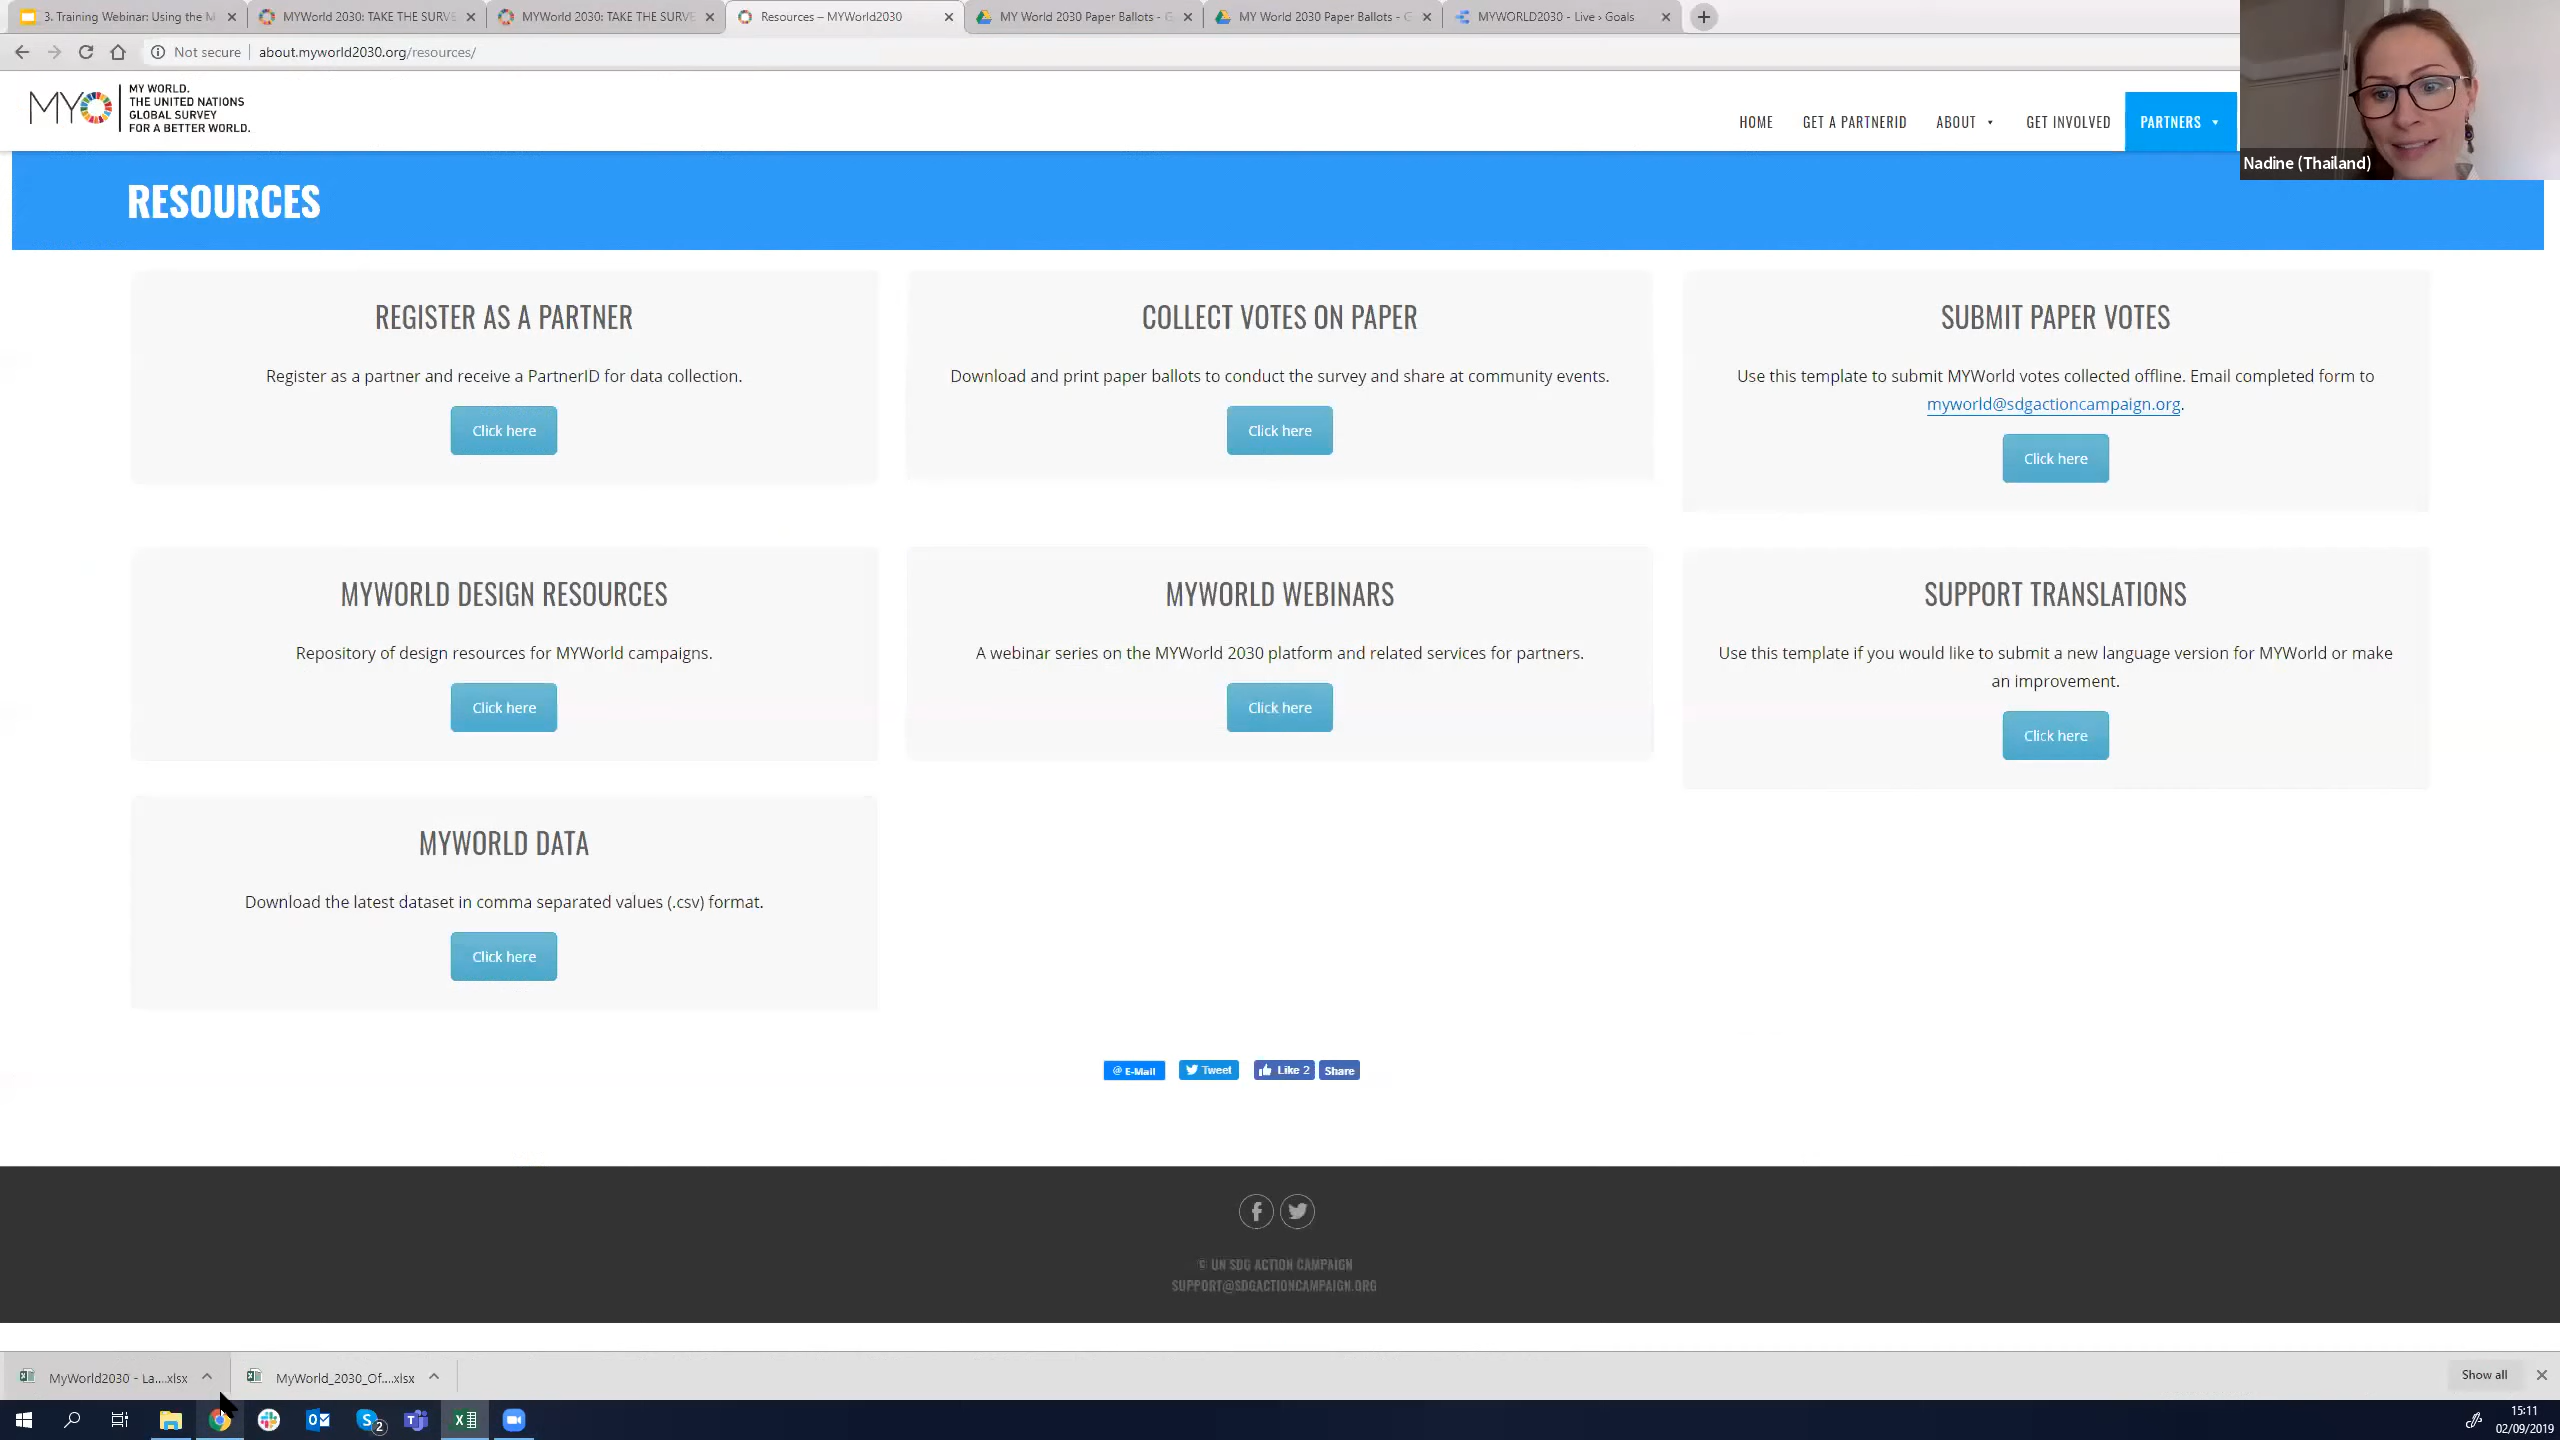 3. Training Webinar: Using the M
MYWorld 2030: TAKE THE SURVE
MYWorld 2030: TAKE THE SURVE
Resources – MYWorld2030
MY World 2030 Paper Ballots - G
MY World 2030 Paper Ballots - G
MYWORLD2030 - Live › Goals
Not secure
about.myworld2030.org/resources/
MYO
MY WORLD.
THE UNITED NATIONS
GLOBAL SURVEY
FOR A BETTER WORLD.
HOME
GET A PARTNERID
ABOUT
GET INVOLVED
PARTNERS
Nadine (Thailand)
RESOURCES
REGISTER AS A PARTNER
Register as a partner and receive a PartnerID for data collection.
Click here
COLLECT VOTES ON PAPER
Download and print paper ballots to conduct the survey and share at community events.
Click here
SUBMIT PAPER VOTES
Use this template to submit MYWorld votes collected offline. Email completed form to
myworld@sdgactioncampaign.org.
Click here
MYWORLD DESIGN RESOURCES
Repository of design resources for MYWorld campaigns.
Click here
MYWORLD WEBINARS
A webinar series on the MYWorld 2030 platform and related services for partners.
Click here
SUPPORT TRANSLATIONS
Use this template if you would like to submit a new language version for MYWorld or make
an improvement.
Click here
MYWORLD DATA
Download the latest dataset in comma separated values (.csv) format.
Click here
@ E-Mail
Tweet
Like 2
Share
© UN SDG ACTION CAMPAIGN
SUPPORT@SDGACTIONCAMPAIGN.ORG
MyWorld2030 - La....xlsx
MyWorld_2030_Of....xlsx
Show all
2
15:11
02/09/2019